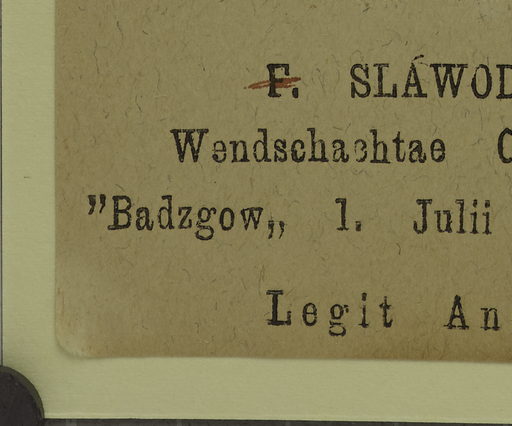 F. SLÁWOD
Wendschachtae C
"Badzgow„ 1. Julii
Legit An